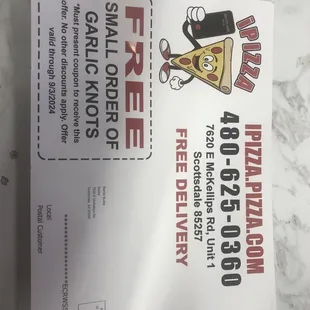 FREE
SMALL ORDER OF
GARLIC KNOTS
*Must present coupon to receive this
offer. No other discounts apply. Offer
valid through 9/3/2024
iPIZZA
IPIZZA.PIZZA.COM
480-625-0360
7620 E McKellips Rd, Unit 1
Scottsdale 85257
FREE DELIVERY
Local
Postal Customer